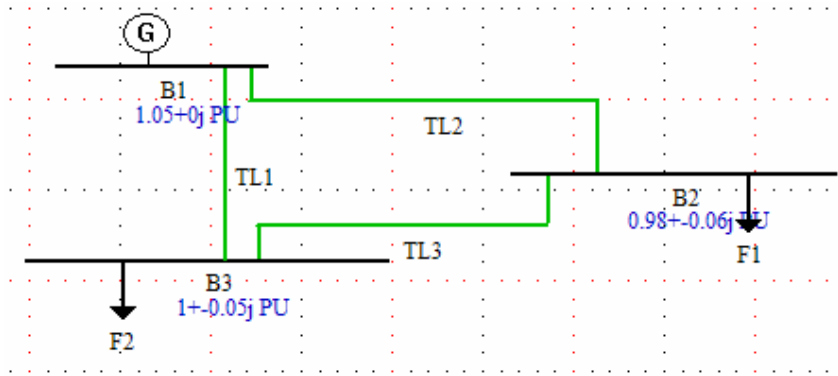 G
B1
1.05+0j PU
TL2
TL1
B2
0.98+-0.06j PU
F1
TL3
B3
1+-0.05j PU
F2